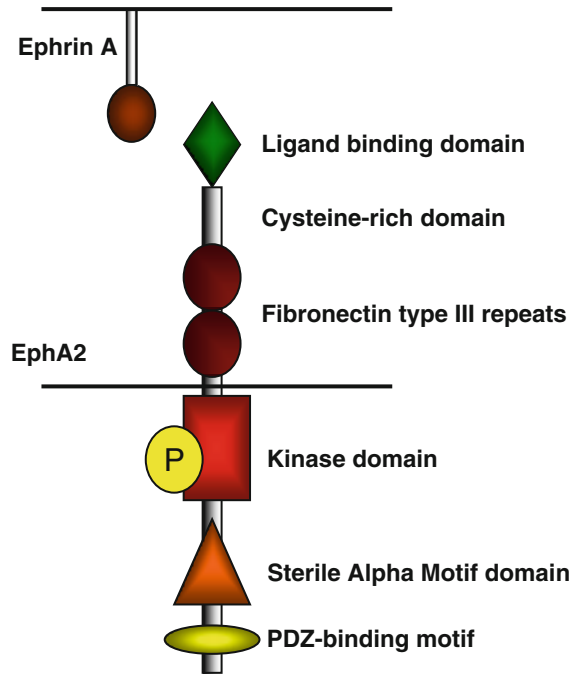 Ephrin A
Ligand binding domain
Cysteine-rich domain
Fibronectin type III repeats
EphA2
P
Kinase domain
Sterile Alpha Motif domain
PDZ-binding motif